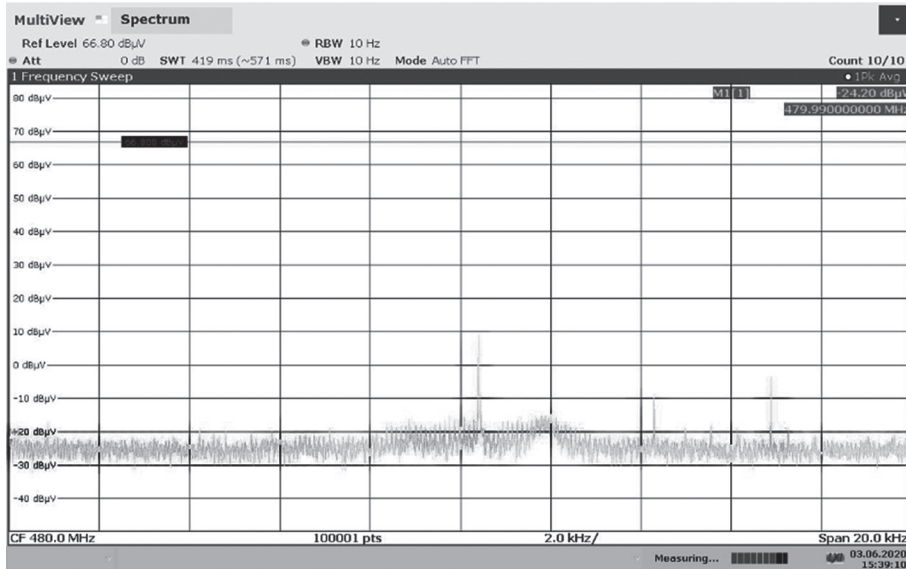 MultiView Spectrum
Ref Level 66.80 dBµV RBW 10 Hz
Att 0 dB SWT 419 ms (~571 ms) VBW 10 Hz Mode Auto FFT Count 10/10
1 Frequency Sweep 1Pk Avg
M1[1] -24.20 dBµV
479.990000000 MHz
80 dBµV
70 dBµV
60 dBµV
50 dBµV
40 dBµV
30 dBµV
20 dBµV
10 dBµV
0 dBµV
-10 dBµV
-20 dBµV
-30 dBµV
-40 dBµV
CF 480.0 MHz 100001 pts 2.0 kHz/ Span 20.0 kHz
Measuring... 03.06.2020
15:39:10